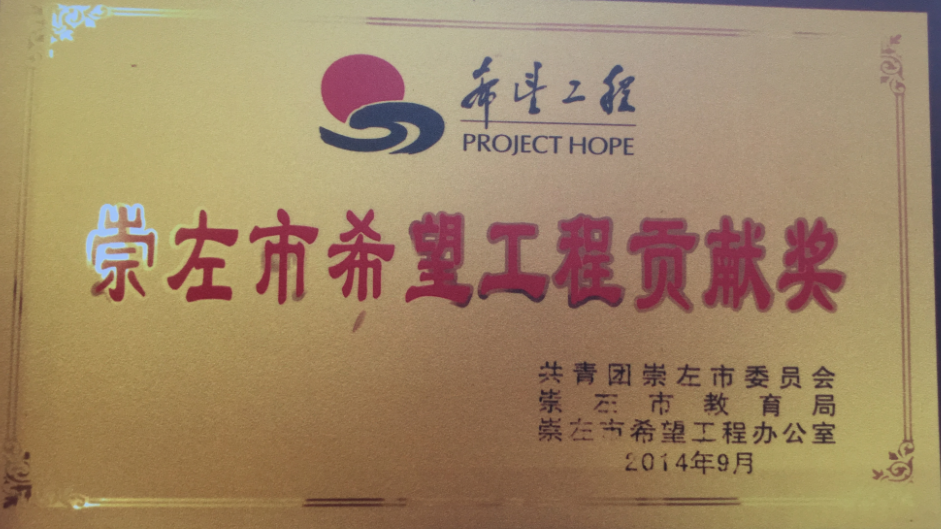 希望工程
PROJECT HOPE
崇左市希望工程贡献奖
共青团崇左市委员会
崇左市教育局
崇左市希望工程办公室
2014年9月